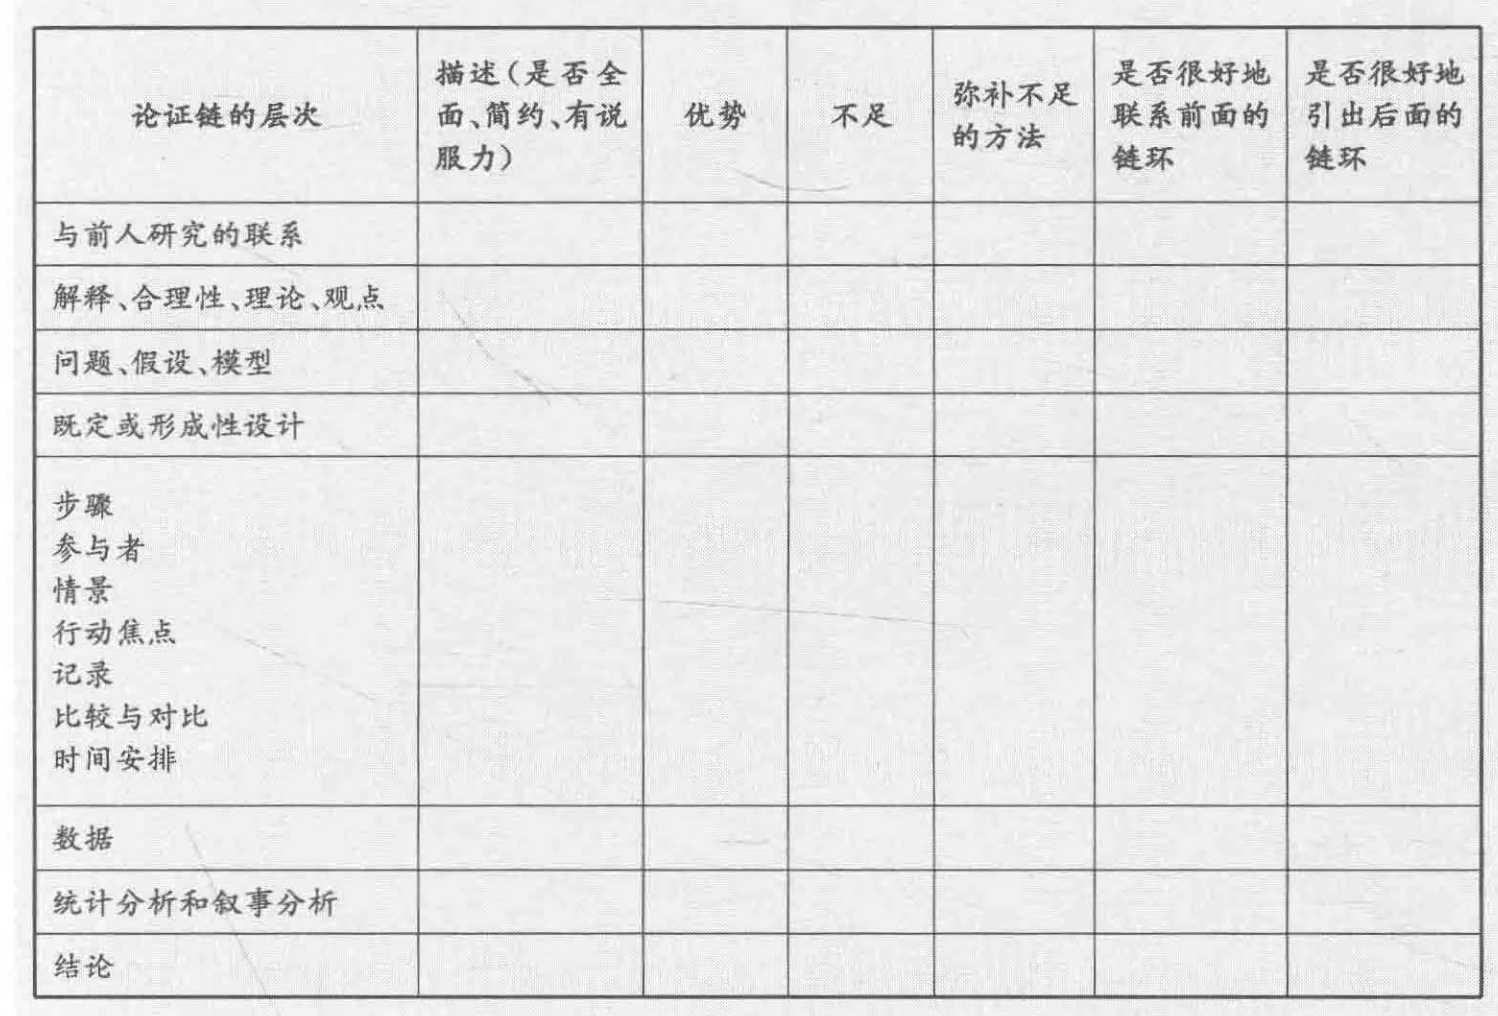 论证链的层次
描述（是否全
面、简约、有说
服力）
优势
不足
弥补不足
的方法
是否很好地
联系前面的
链环
是否很好地
引出后面的
链环
与前人研究的联系
解释、合理性、理论、观点
问题、假设、模型
既定或形成性设计
步骤
参与者
情景
行动焦点
记录
比较与对比
时间安排
数据
统计分析和叙事分析
结论